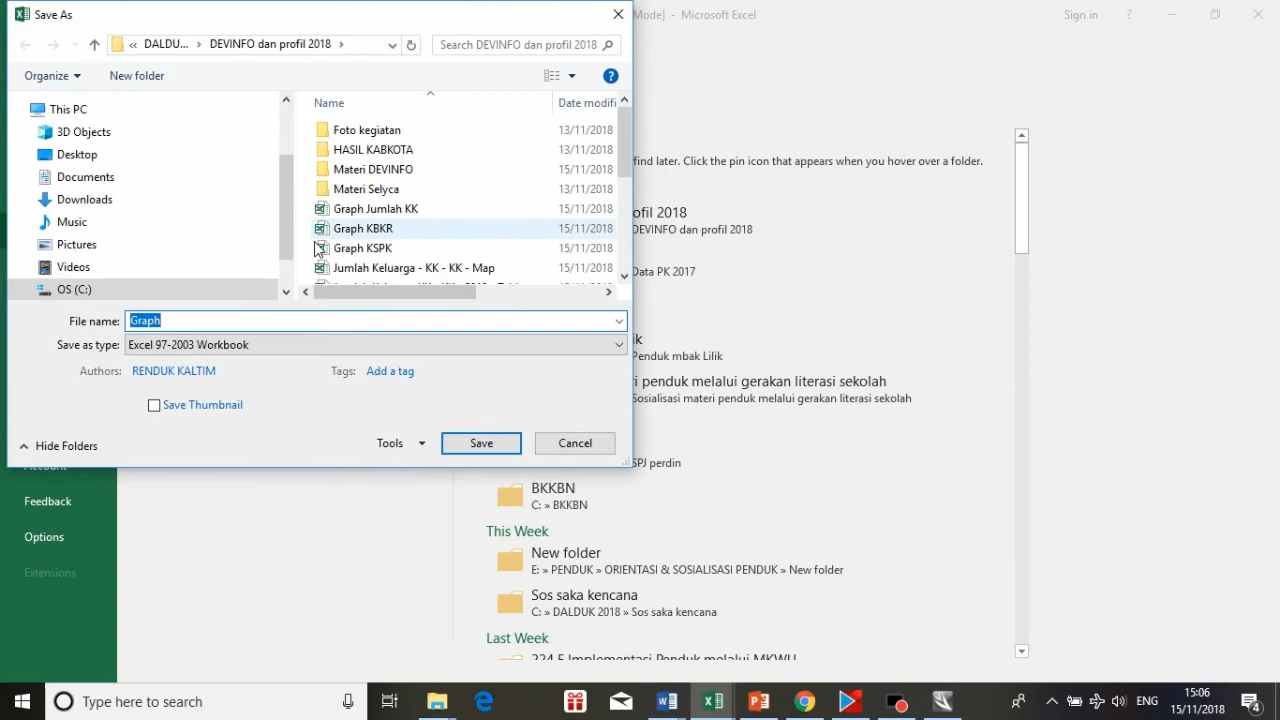 Save As
Mode] - Microsoft Excel
Sign in
?
« DALDU... › DEVINFO dan profil 2018 ›
Search DEVINFO dan profil 2018
Organize
New folder
?
This PC
3D Objects
Desktop
Documents
Downloads
Music
Pictures
Videos
OS (C:)
Name
Date modifi
Foto kegiatan 13/11/2018
HASIL KABKOTA 13/11/2018
Materi DEVINFO 15/11/2018
Materi Selyca 13/11/2018
Graph Jumlah KK 15/11/2018
Graph KBKR 15/11/2018
Graph KSPK 15/11/2018
Jumlah Keluarga - KK - KK - Map 15/11/2018
File name: Graph
Save as type: Excel 97-2003 Workbook
Authors: RENDUK KALTIM
Tags: Add a tag
Save Thumbnail
Hide Folders
Tools
Save
Cancel
find later. Click the pin icon that appears when you hover over a folder.
ofil 2018
DEVINFO dan profil 2018
Data PK 2017
ik
Penduk mbak Lilik
i penduk melalui gerakan literasi sekolah
Sosialisasi materi penduk melalui gerakan literasi sekolah
SPJ perdin
BKKBN
C: » BKKBN
This Week
New folder
E: » PENDUK » ORIENTASI & SOSIALISASI PENDUK » New folder
Sos saka kencana
C: » DALDUK 2018 » Sos saka kencana
Last Week
224 F Implementasi Penduk melalui MKWU
Account
Feedback
Options
Extensions
Type here to search
ENG
15:06
15/11/2018
4